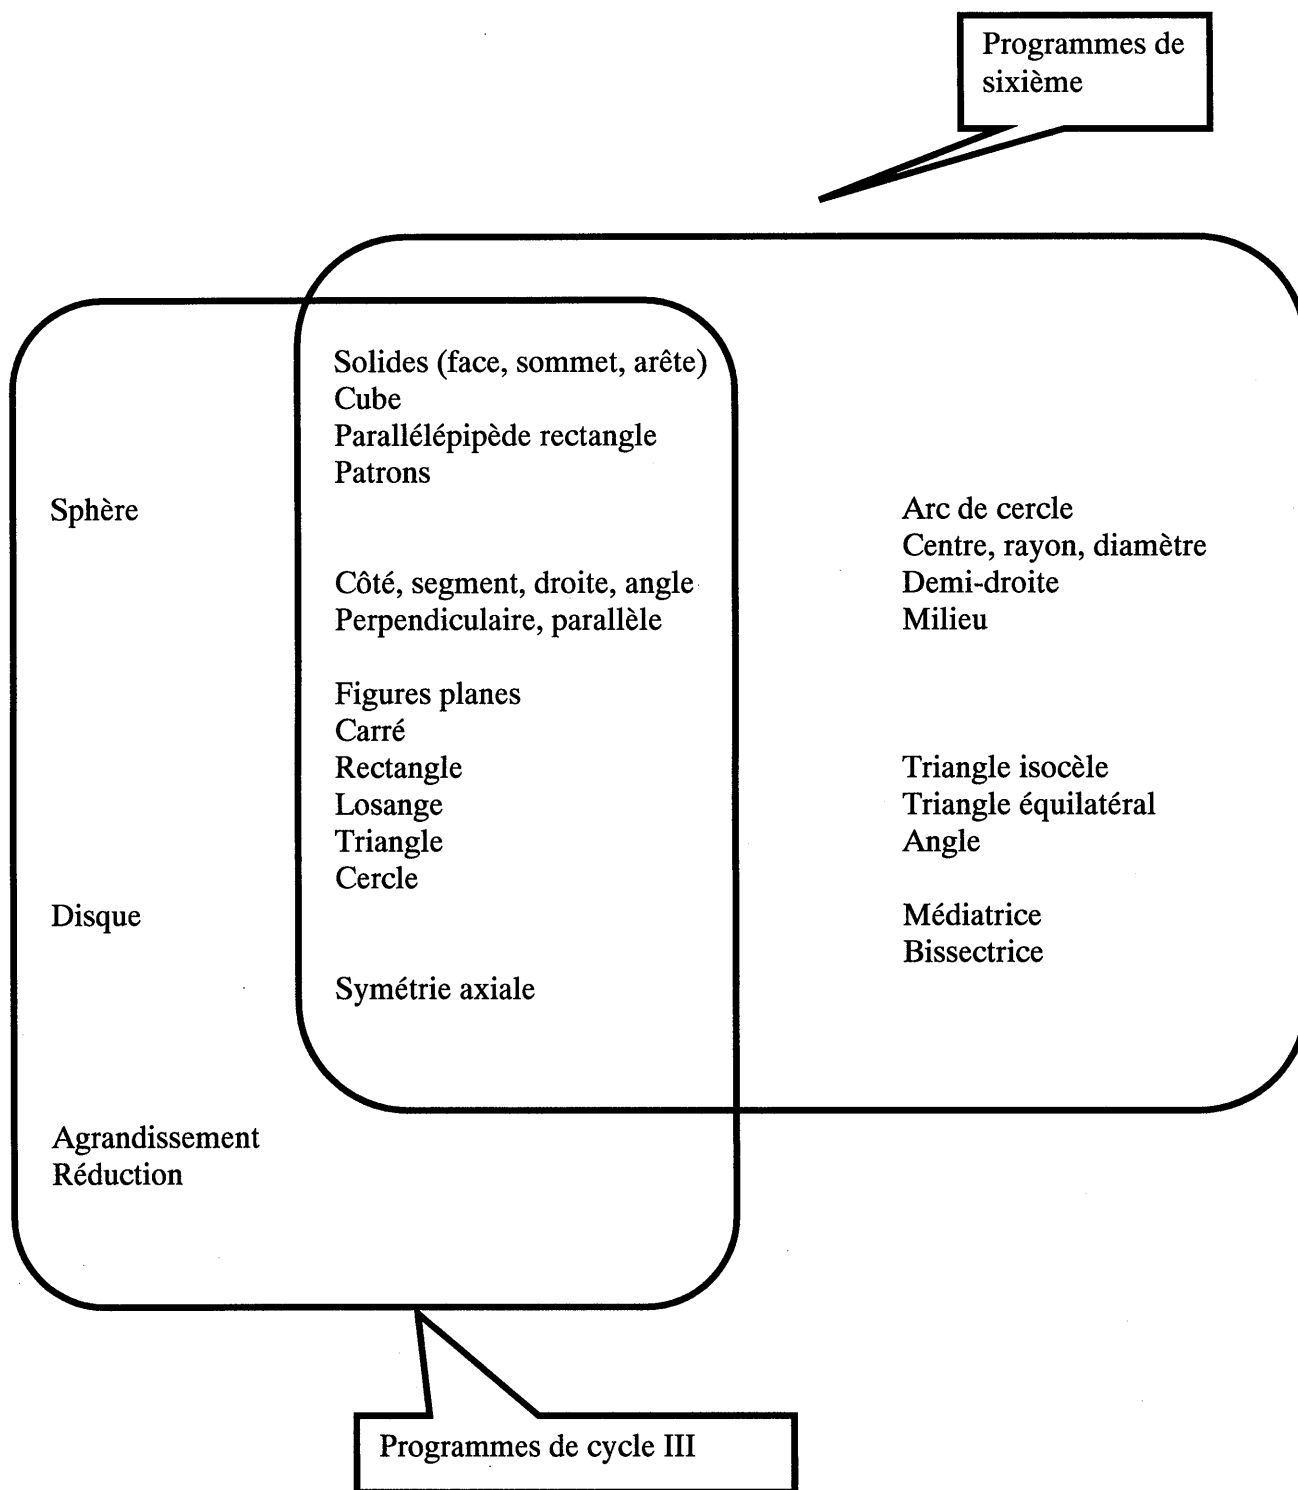 Programmes de
sixième
Solides (face, sommet, arête)
Cube
Parallélépipède rectangle
Patrons
Sphère
Côté, segment, droite, angle
Perpendiculaire, parallèle
Figures planes
Carré
Rectangle
Losange
Triangle
Cercle
Disque
Symétrie axiale
Agrandissement
Réduction
Arc de cercle
Centre, rayon, diamètre
Demi-droite
Milieu
Triangle isocèle
Triangle équilatéral
Angle
Médiatrice
Bissectrice
Programmes de cycle III